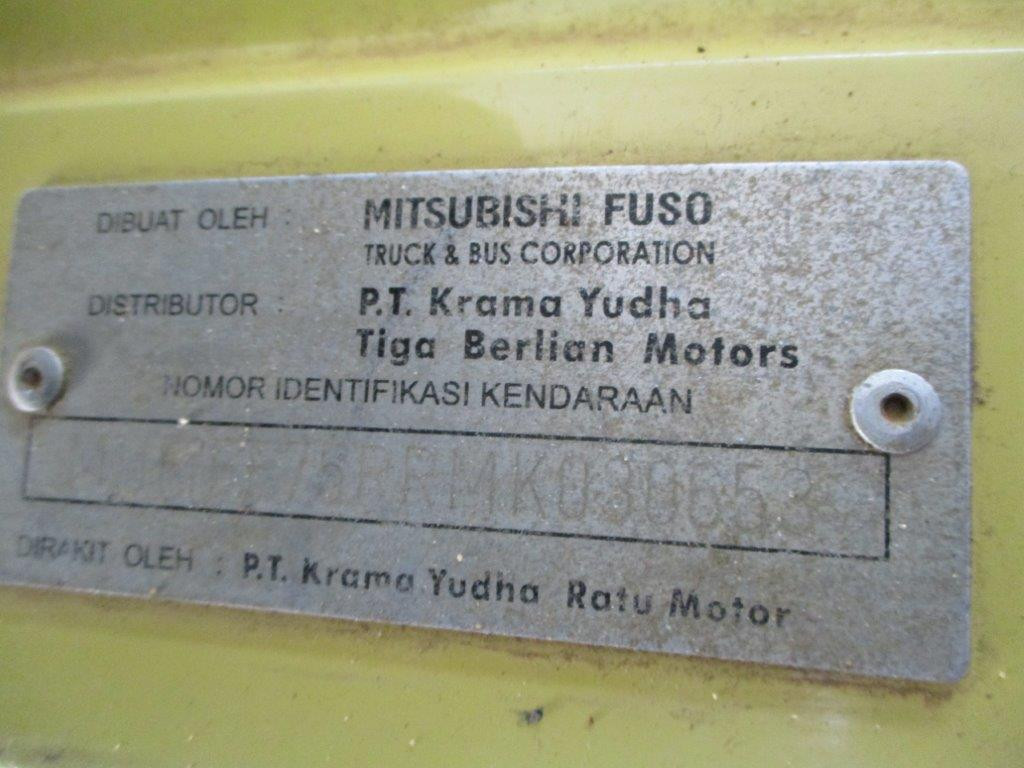 DIBUAT OLEH : MITSUBISHI FUSO
TRUCK & BUS CORPORATION
DISTRIBUTOR : P.T. Krama Yudha
Tiga Berlian Motors
NOMOR IDENTIFIKASI KENDARAAN
DIRAKIT OLEH : P.T. Krama Yudha Ratu Motor